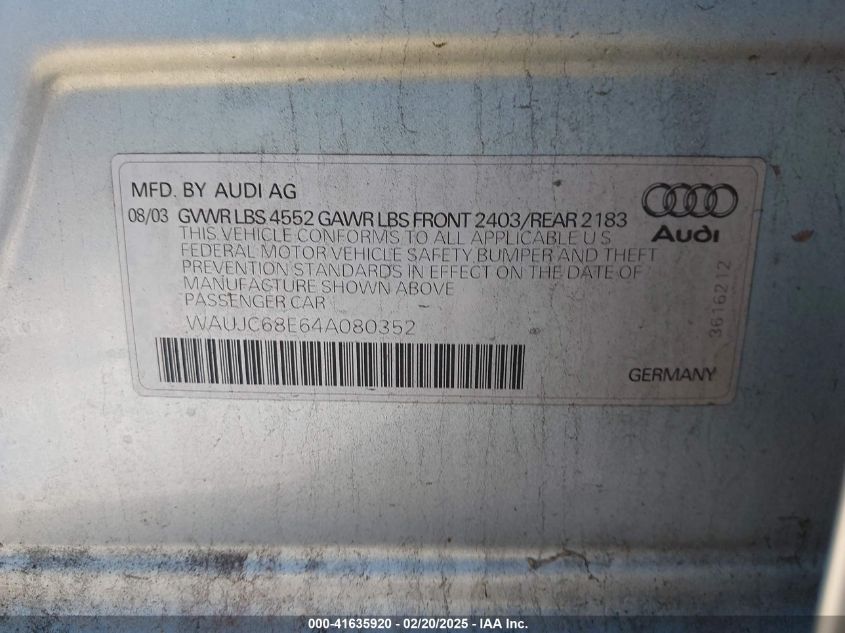 MFD. BY AUDI AG
08/03 GVWR LBS 4552 GAWR LBS FRONT 2403/REAR 2183
THIS VEHICLE CONFORMS TO ALL APPLICABLE U S
FEDERAL MOTOR VEHICLE SAFETY BUMPER AND THEFT
PREVENTION STANDARDS IN EFFECT ON THE DATE OF
MANUFACTURE SHOWN ABOVE
PASSENGER CAR
WAUJC68E64A080352
Audi
3616212
GERMANY
000-41635920 - 02/20/2025 - IAA Inc.